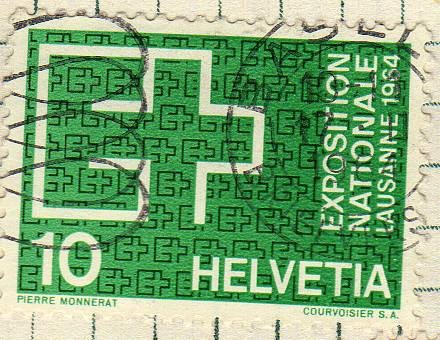 EXPOSITION
NATIONALE
LAUSANNE 1964
10 HELVETIA
PIERRE MONNERAT COURVOISIER S.A.